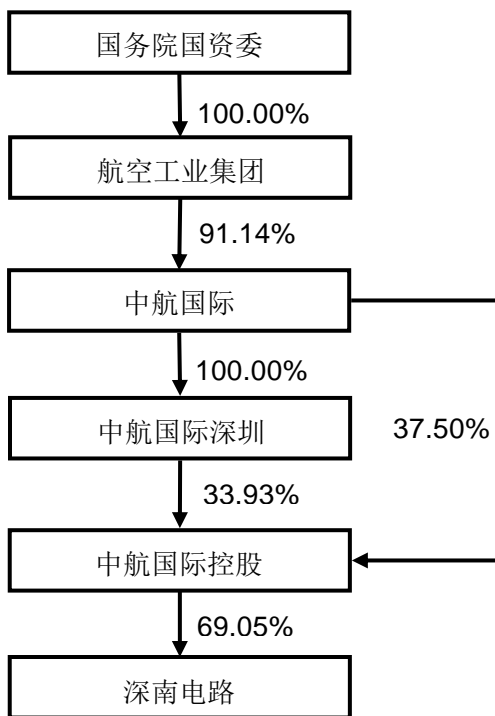 国务院国资委
100.00%
航空工业集团
91.14%
中航国际
100.00%
中航国际深圳
37.50%
33.93%
中航国际控股
69.05%
深南电路